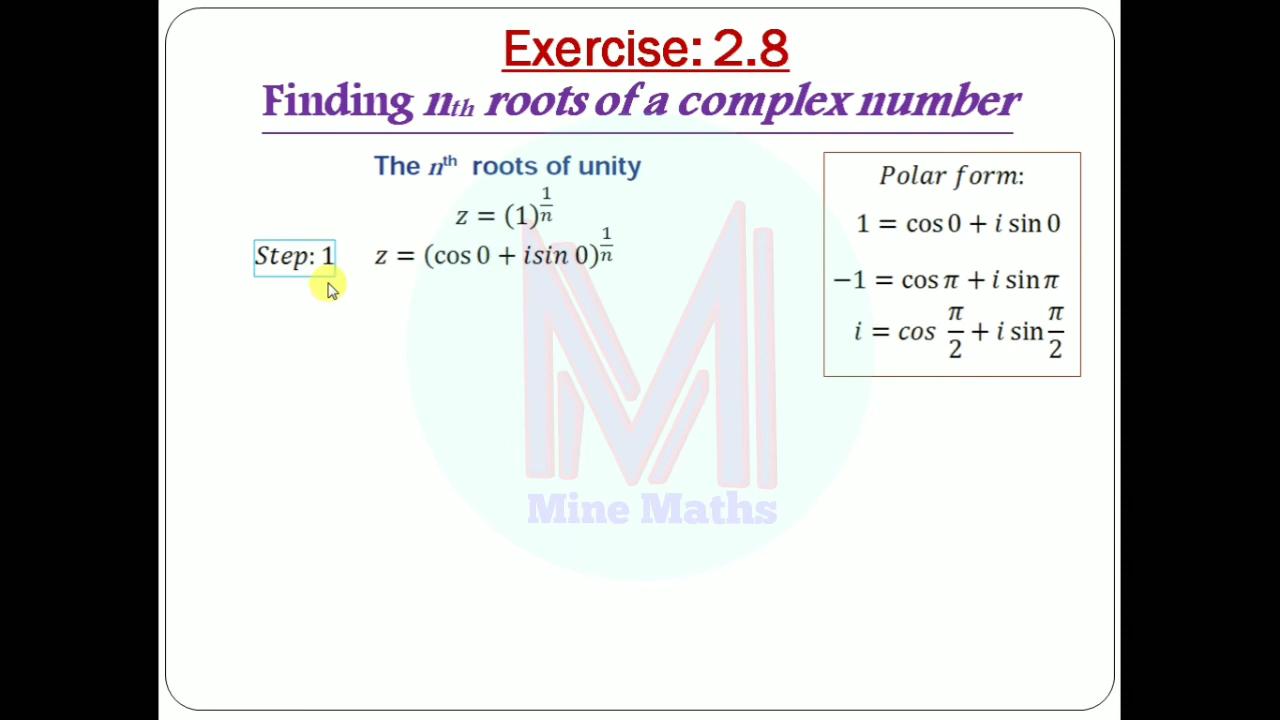 Exercise: 2.8
Finding nth roots of a complex number
The nth roots of unity
z = (1)^(1/n)
Step: 1 z = (cos 0 + isin 0)^(1/n)
Polar form:
1 = cos 0 + i sin 0
−1 = cos π + i sin π
i = cos π/2 + i sin π/2
Mine Maths